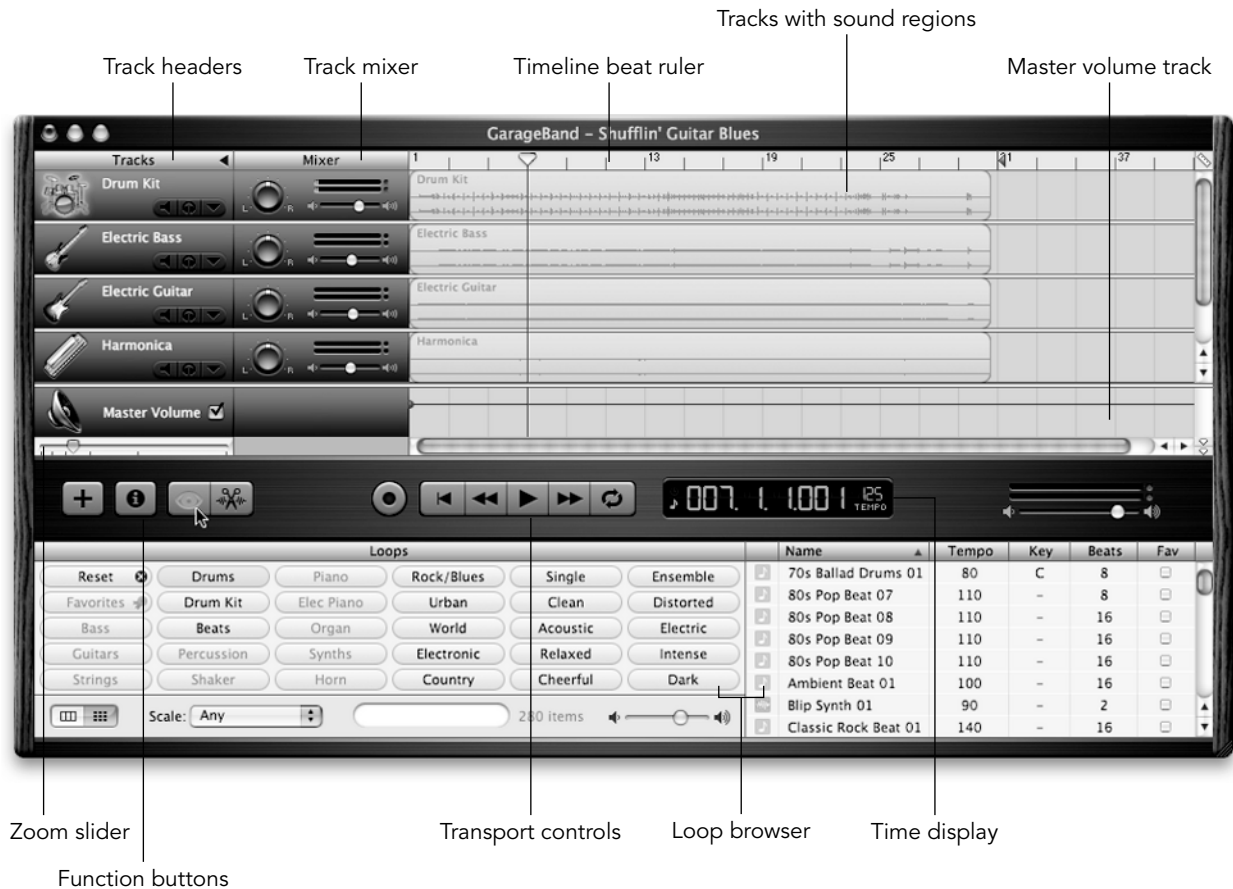 Tracks with sound regions
Track headers Track mixer Timeline beat ruler Master volume track
GarageBand – Shufflin' Guitar Blues
Tracks Mixer 1 13 19 25 31 37
Drum Kit Drum Kit
L R
Electric Bass Electric Bass
L R
Electric Guitar Electric Guitar
L R
Harmonica Harmonica
L R
Master Volume
007. 1. 1.001 125
TEMPO
Loops Name Tempo Key Beats Fav
Reset Drums Piano Rock/Blues Single Ensemble 70s Ballad Drums 01 80 C 8
Favorites Drum Kit Elec Piano Urban Clean Distorted 80s Pop Beat 07 110 – 8
Bass Beats Organ World Acoustic Electric 80s Pop Beat 08 110 – 16
80s Pop Beat 09 110 – 16
Guitars Percussion Synths Electronic Relaxed Intense 80s Pop Beat 10 110 – 16
Strings Shaker Horn Country Cheerful Dark Ambient Beat 01 100 – 16
Scale: Any 280 items Blip Synth 01 90 – 2
Classic Rock Beat 01 140 – 16
Zoom slider Transport controls Loop browser Time display
Function buttons